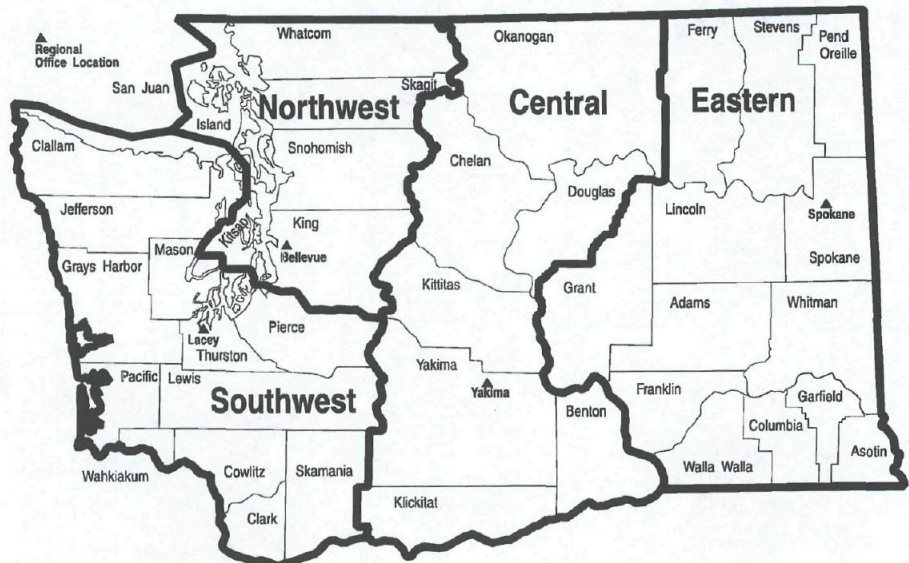 Regional
Office Location
San Juan
Whatcom
Skagit
Northwest
Island
Snohomish
King
Bellevue
Kitsap
Clallam
Jefferson
Mason
Grays Harbor
Lacey
Thurston
Pierce
Pacific
Lewis
Southwest
Wahkiakum
Cowlitz
Skamania
Clark
Okanogan
Central
Chelan
Douglas
Kittitas
Yakima
Yakima
Benton
Klickitat
Ferry
Stevens
Pend
Oreille
Eastern
Lincoln
Spokane
Spokane
Grant
Adams
Whitman
Franklin
Garfield
Columbia
Walla Walla
Asotin